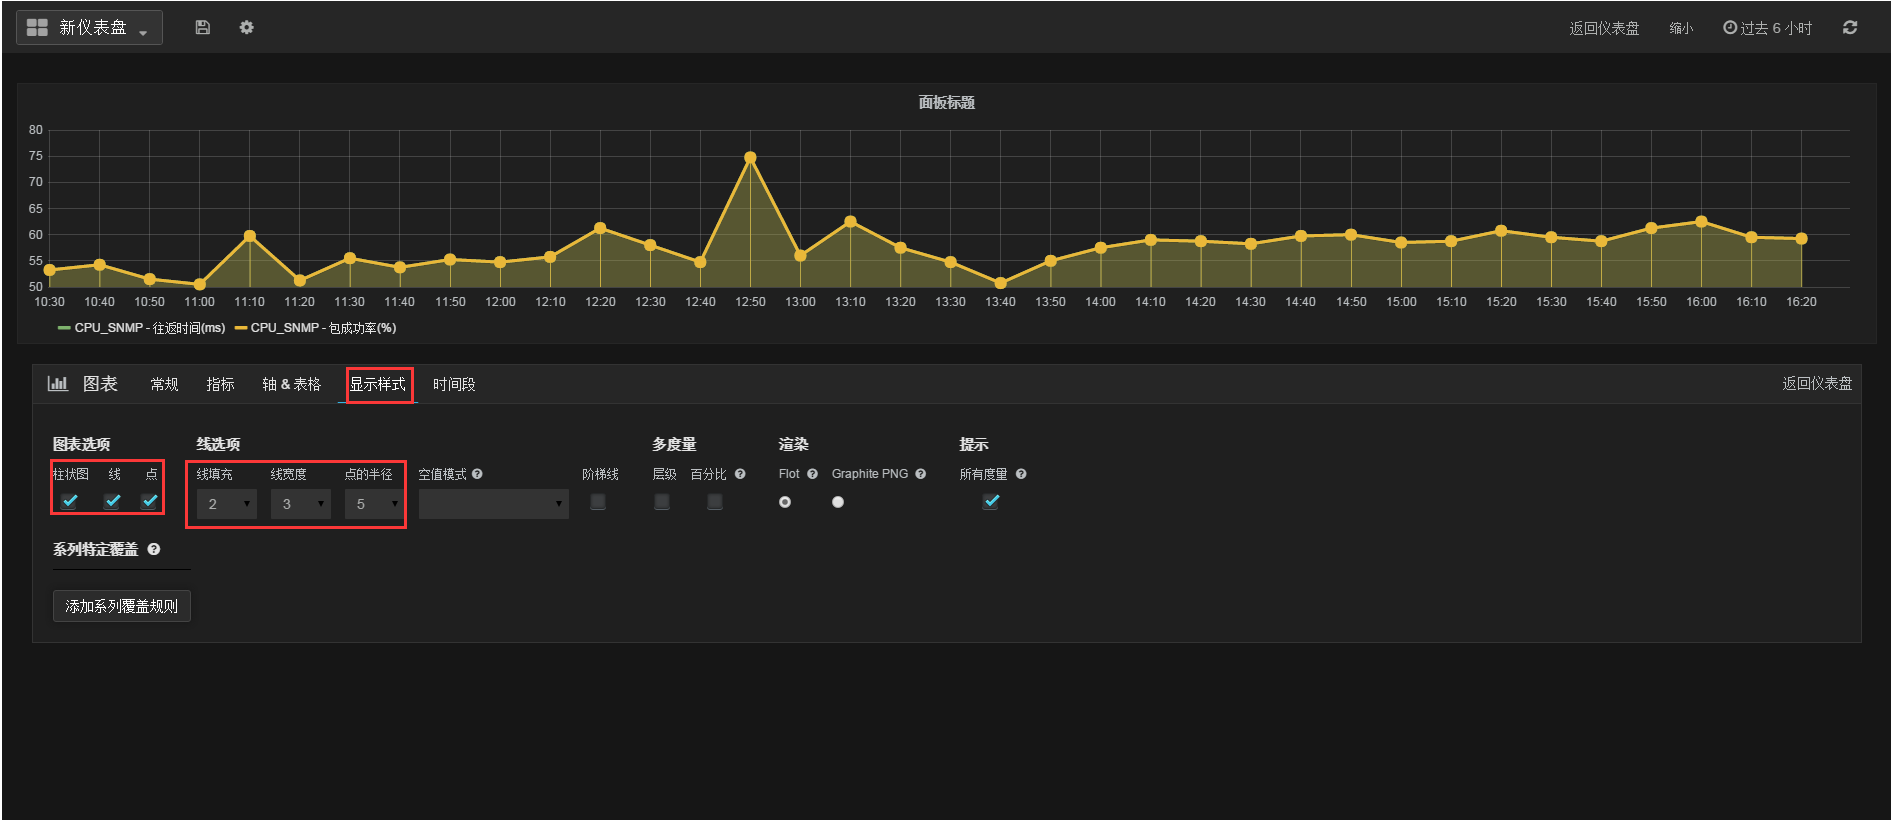 新仪表盘
返回仪表盘 缩小 过去 6 小时
面板标题
80
75
70
65
60
55
50
10:30 10:40 10:50 11:00 11:10 11:20 11:30 11:40 11:50 12:00 12:10 12:20 12:30 12:40 12:50 13:00 13:10 13:20 13:30 13:40 13:50 14:00 14:10 14:20 14:30 14:40 14:50 15:00 15:10 15:20 15:30 15:40 15:50 16:00 16:10 16:20
CPU_SNMP - 往返时间(ms) CPU_SNMP - 包成功率(%)
图表 常规 指标 轴 & 表格 显示样式 时间段 返回仪表盘
图表选项 线选项 多度量 渲染 提示
柱状图 线 点 线填充 线宽度 点的半径 空值模式 阶梯线 层级 百分比 Flot Graphite PNG 所有度量
2 3 5
系列特定覆盖
添加系列覆盖规则